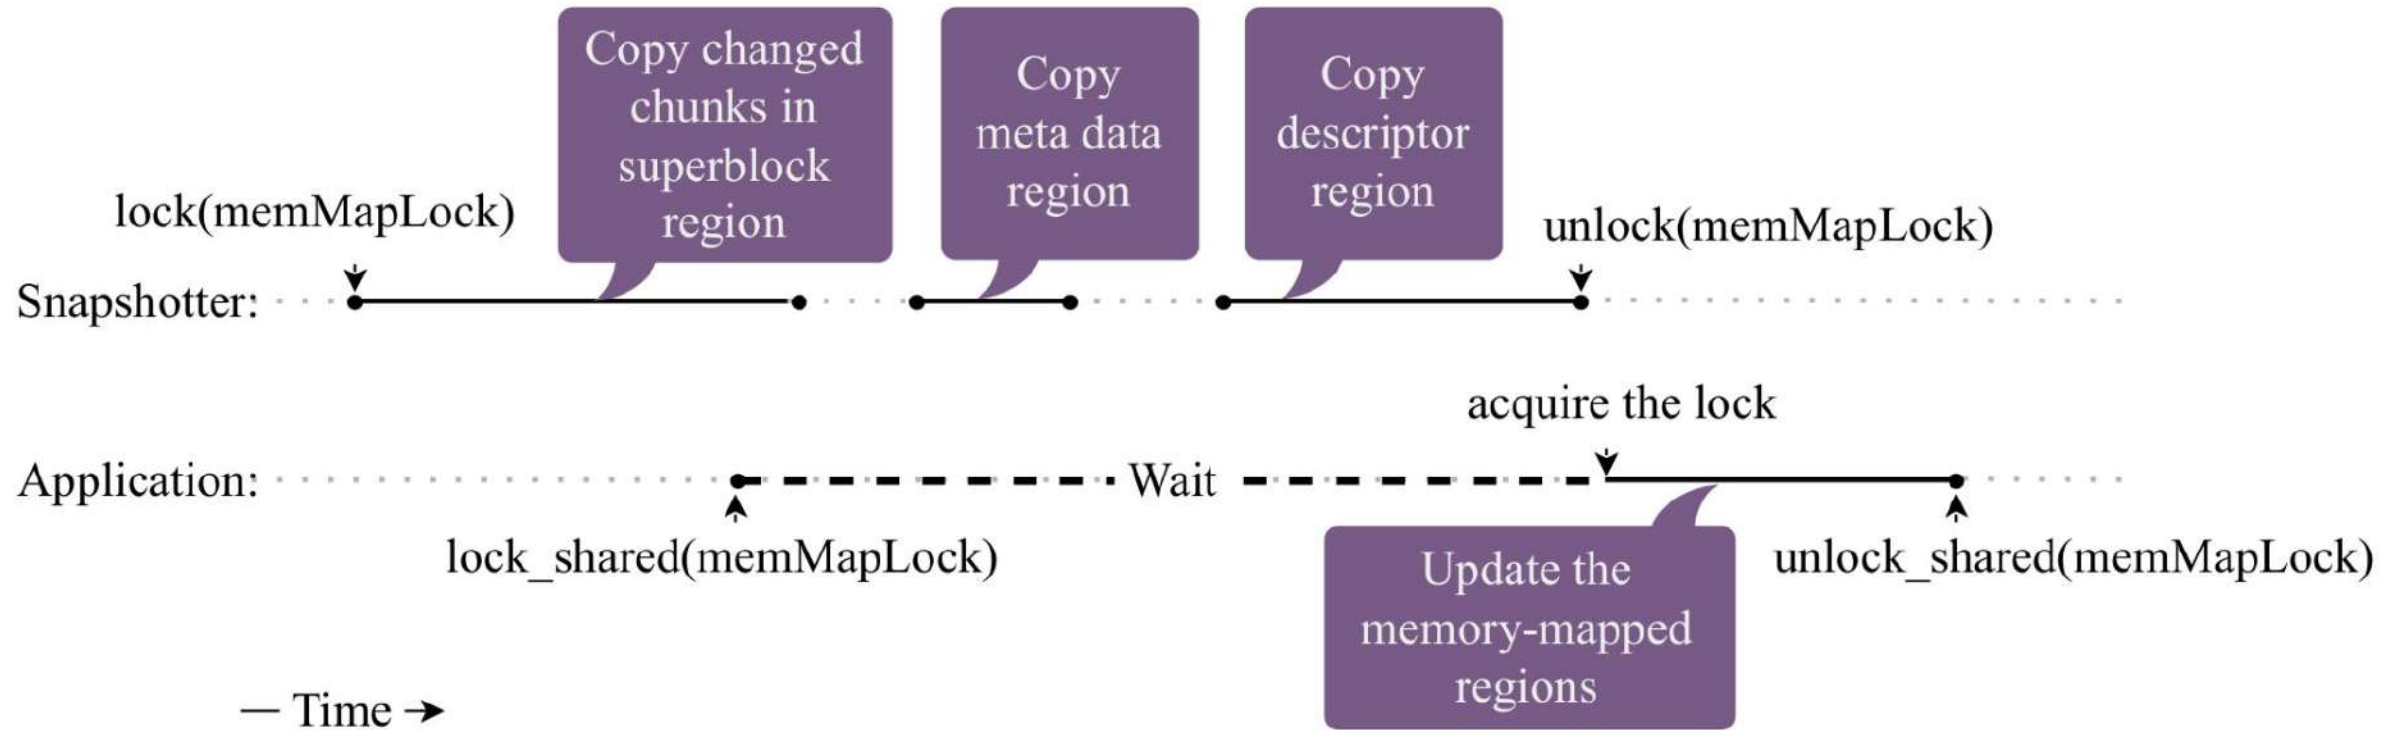 Copy changed
chunks in
superblock
region
Copy
meta data
region
Copy
descriptor
region
lock(memMapLock)
unlock(memMapLock)
Snapshotter:
acquire the lock
Application:
Wait
lock_shared(memMapLock)
Update the
memory-mapped
regions
unlock_shared(memMapLock)
Time